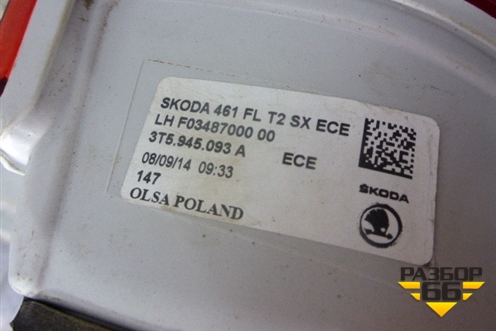 SKODA 461 FL T2 SX ECE
LH F03487000 00
3T5.945.093 A ECE
08/09/14 09:33
147
OLSA POLAND
ŠKODA
РАЗБОР
66